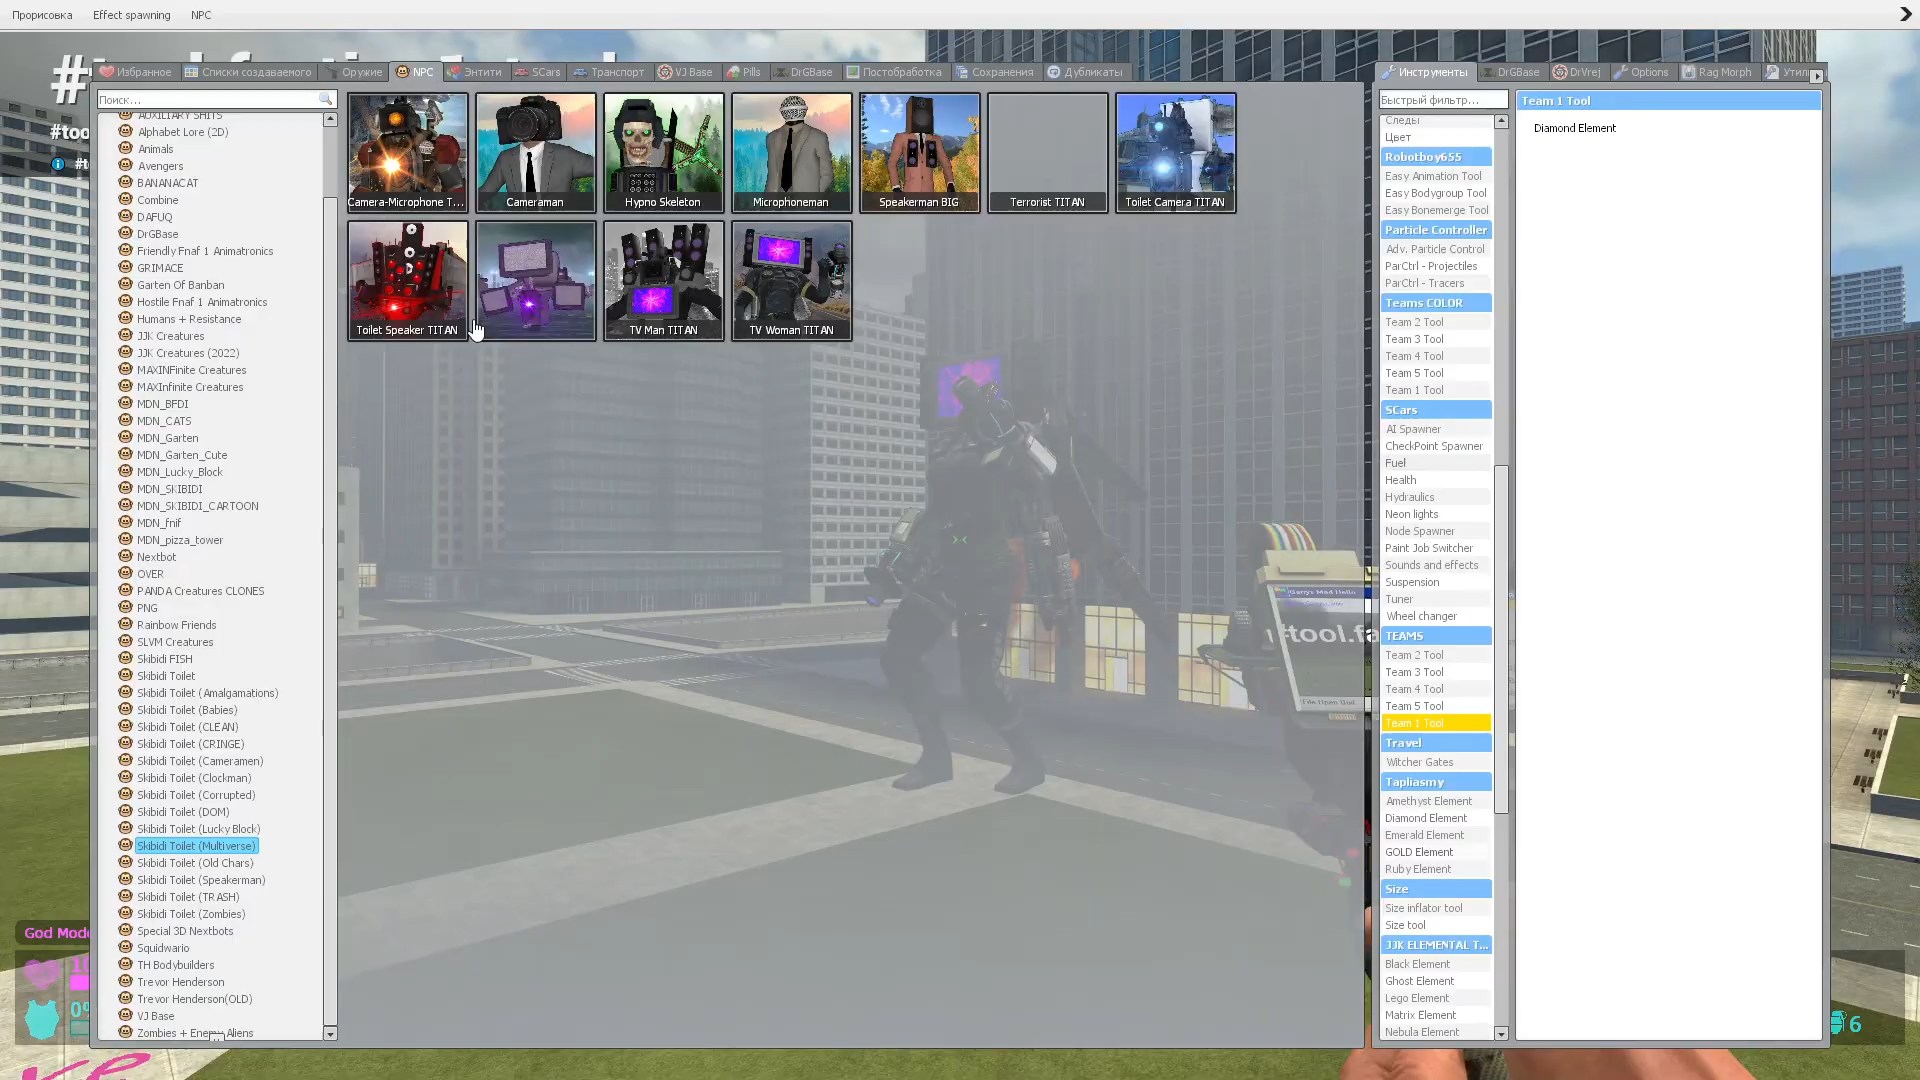 Прорисовка Effect spawning NPC
Избранное Списки создаваемого Оружие NPC Энтити SCars Транспорт VJ Base Pills DrGBase Постобработка Сохранения Дубликаты
Инструменты DrGBase DrVrej Options Rag Morph
Поиск...
AUXILIARY SHITS
Alphabet Lore (2D)
Animals
Avengers
BANANACAT
Combine
DAFUQ
DrGBase
Friendly Fnaf 1 Animatronics
GRIMACE
Garten Of Banban
Hostile Fnaf 1 Animatronics
Humans + Resistance
JJK Creatures
JJK Creatures (2022)
MAXINFinite Creatures
MAXInfinite Creatures
MDN_BFDI
MDN_CATS
MDN_Garten
MDN_Garten_Cute
MDN_Lucky_Block
MDN_SKIBIDI
MDN_SKIBIDI_CARTOON
MDN_fnif
MDN_pizza_tower
Nextbot
OVER
PANDA Creatures CLONES
PNG
Rainbow Friends
SLVM Creatures
Skibidi FISH
Skibidi Toilet
Skibidi Toilet (Amalgamations)
Skibidi Toilet (Babies)
Skibidi Toilet (CLEAN)
Skibidi Toilet (CRINGE)
Skibidi Toilet (Cameramen)
Skibidi Toilet (Clockman)
Skibidi Toilet (Corrupted)
Skibidi Toilet (DOM)
Skibidi Toilet (Lucky Block)
Skibidi Toilet (Multiverse)
Skibidi Toilet (Old Chars)
Skibidi Toilet (Speakerman)
Skibidi Toilet (TRASH)
Skibidi Toilet (Zombies)
Special 3D Nextbots
Squidwario
TH Bodybuilders
Trevor Henderson
Trevor Henderson(OLD)
VJ Base
Zombies + Enemy Aliens
Camera-Microphone T... Cameraman Hypno Skeleton Microphoneman Speakerman BIG Terrorist TITAN Toilet Camera TITAN
Toilet Speaker TITAN TV Man TITAN TV Woman TITAN
Быстрый фильтр...
Следы
Цвет
Robotboy655
Easy Animation Tool
Easy Bodygroup Tool
Easy Bonemerge Tool
Particle Controller
Adv. Particle Control
ParCtrl - Projectiles
ParCtrl - Tracers
Teams COLOR
Team 2 Tool
Team 3 Tool
Team 4 Tool
Team 5 Tool
Team 1 Tool
SCars
AI Spawner
CheckPoint Spawner
Fuel
Health
Hydraulics
Neon lights
Node Spawner
Paint Job Switcher
Sounds and effects
Suspension
Tuner
Wheel changer
TEAMS
Team 2 Tool
Team 3 Tool
Team 4 Tool
Team 5 Tool
Team 1 Tool
Travel
Witcher Gates
Tapliasmy
Amethyst Element
Diamond Element
Emerald Element
GOLD Element
Ruby Element
Size
Size inflator tool
Size tool
JJK ELEMENTAL T...
Black Element
Ghost Element
Lego Element
Matrix Element
Nebula Element
Team 1 Tool
Diamond Element
God Mode
6